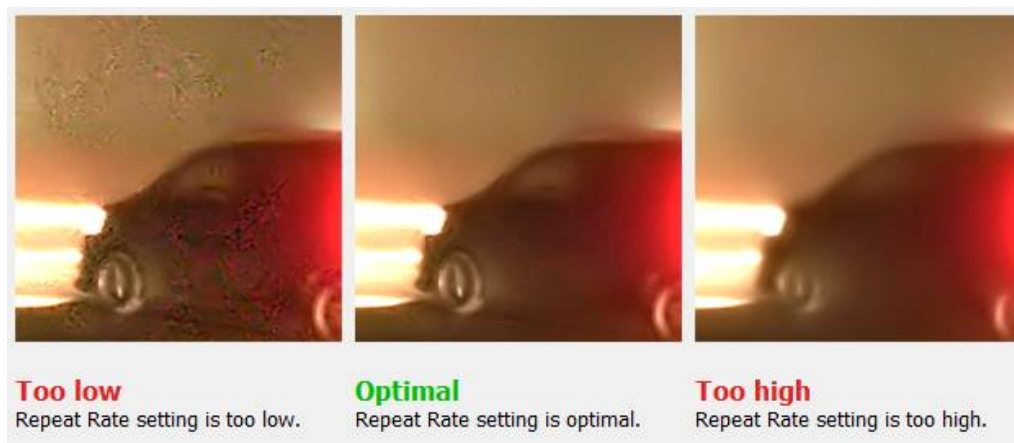 Too low
Repeat Rate setting is too low.
Optimal
Repeat Rate setting is optimal.
Too high
Repeat Rate setting is too high.